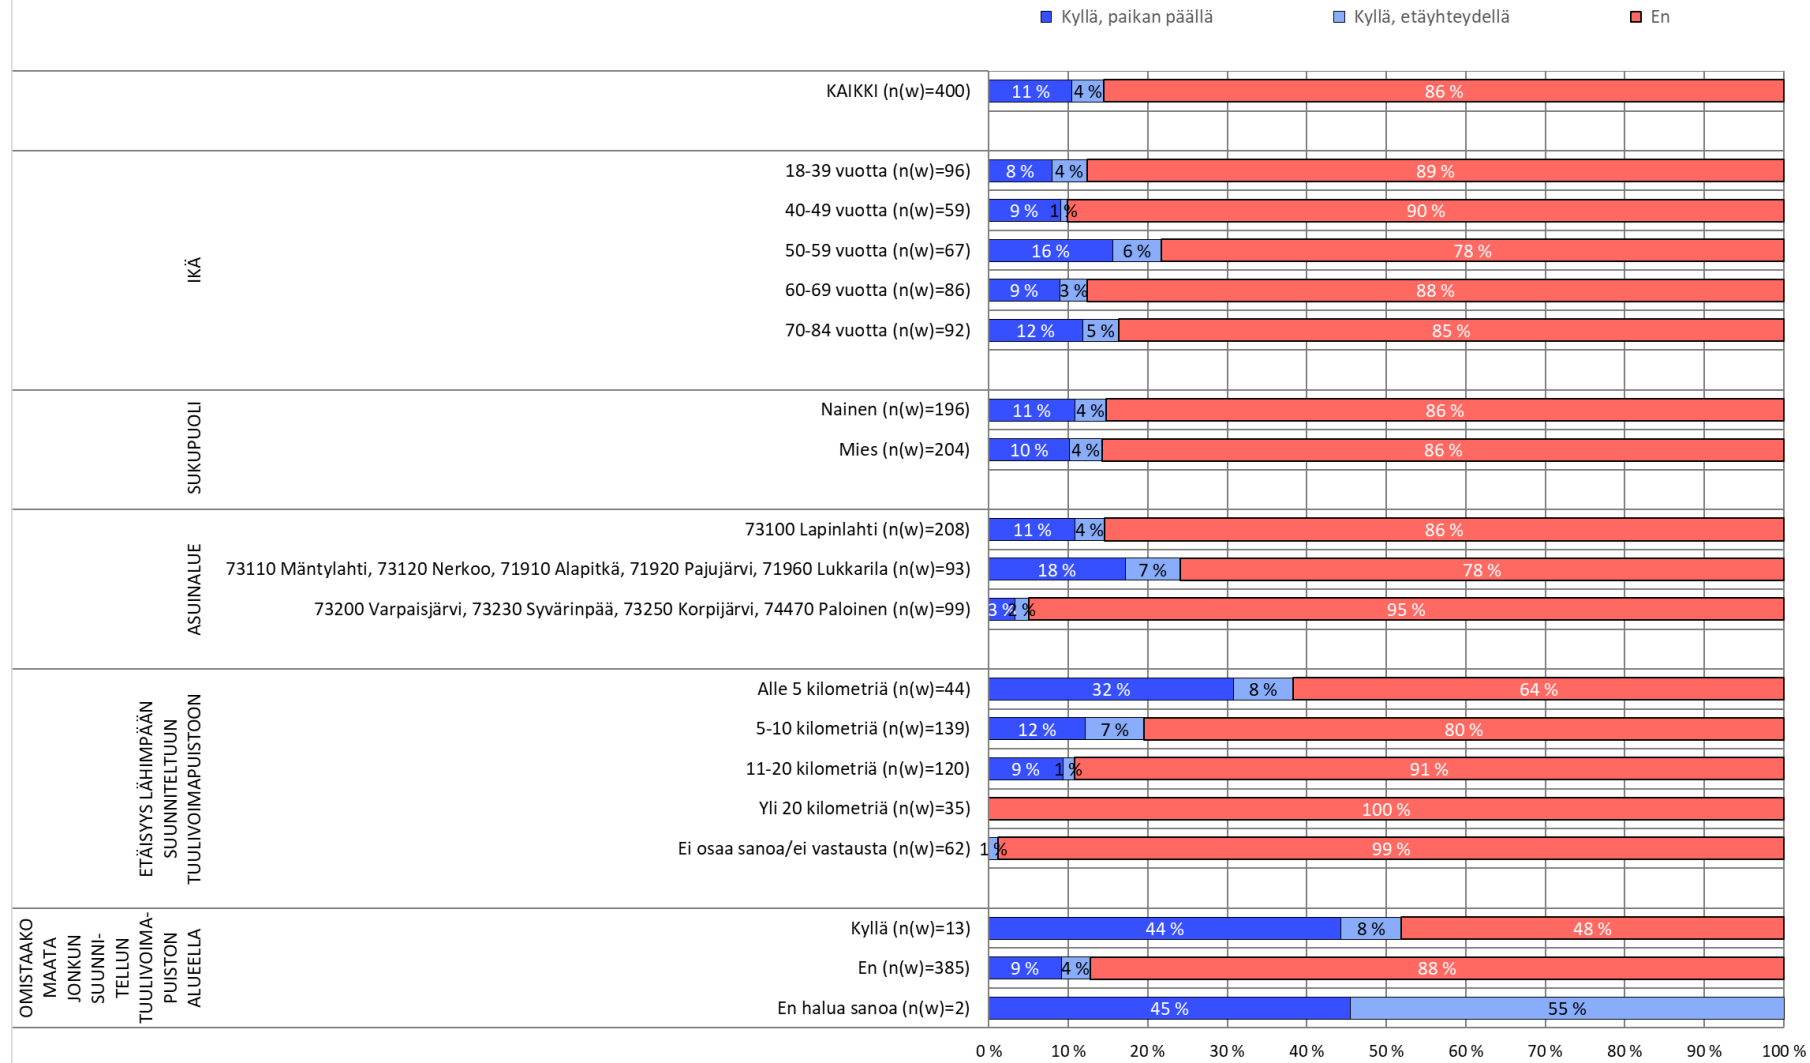 Kyllä, paikan päällä Kyllä, etäyhteydellä En
KAIKKI (n(w)=400) 11 % 4 % 86 %
IKÄ
18-39 vuotta (n(w)=96) 8 % 4 % 89 %
40-49 vuotta (n(w)=59) 9 % 1 % 90 %
50-59 vuotta (n(w)=67) 16 % 6 % 78 %
60-69 vuotta (n(w)=86) 9 % 3 % 88 %
70-84 vuotta (n(w)=92) 12 % 5 % 85 %
SUKUPUOLI
Nainen (n(w)=196) 11 % 4 % 86 %
Mies (n(w)=204) 10 % 4 % 86 %
ASUINALUE
73100 Lapinlahti (n(w)=208) 11 % 4 % 86 %
73110 Mäntylahti, 73120 Nerkoo, 71910 Alapitkä, 71920 Pajujärvi, 71960 Lukkarila (n(w)=93) 18 % 7 % 78 %
73200 Varpaisjärvi, 73230 Syvärinpää, 73250 Korpijärvi, 74470 Paloinen (n(w)=99) 3 % 2 % 95 %
ETÄISYYS LÄHIMPÄÄN
SUUNNITELTUUN
TUULIVOIMAPUISTOON
Alle 5 kilometriä (n(w)=44) 32 % 8 % 64 %
5-10 kilometriä (n(w)=139) 12 % 7 % 80 %
11-20 kilometriä (n(w)=120) 9 % 1 % 91 %
Yli 20 kilometriä (n(w)=35) 100 %
Ei osaa sanoa/ei vastausta (n(w)=62) 1 % 99 %
OMISTAAKO
MAATA
JONKUN
SUUNNI-
TELLUN
TUULIVOIMA-
PUISTON
ALUEELLA
Kyllä (n(w)=13) 44 % 8 % 48 %
En (n(w)=385) 9 % 4 % 88 %
En halua sanoa (n(w)=2) 45 % 55 %
0 % 10 % 20 % 30 % 40 % 50 % 60 % 70 % 80 % 90 % 100 %